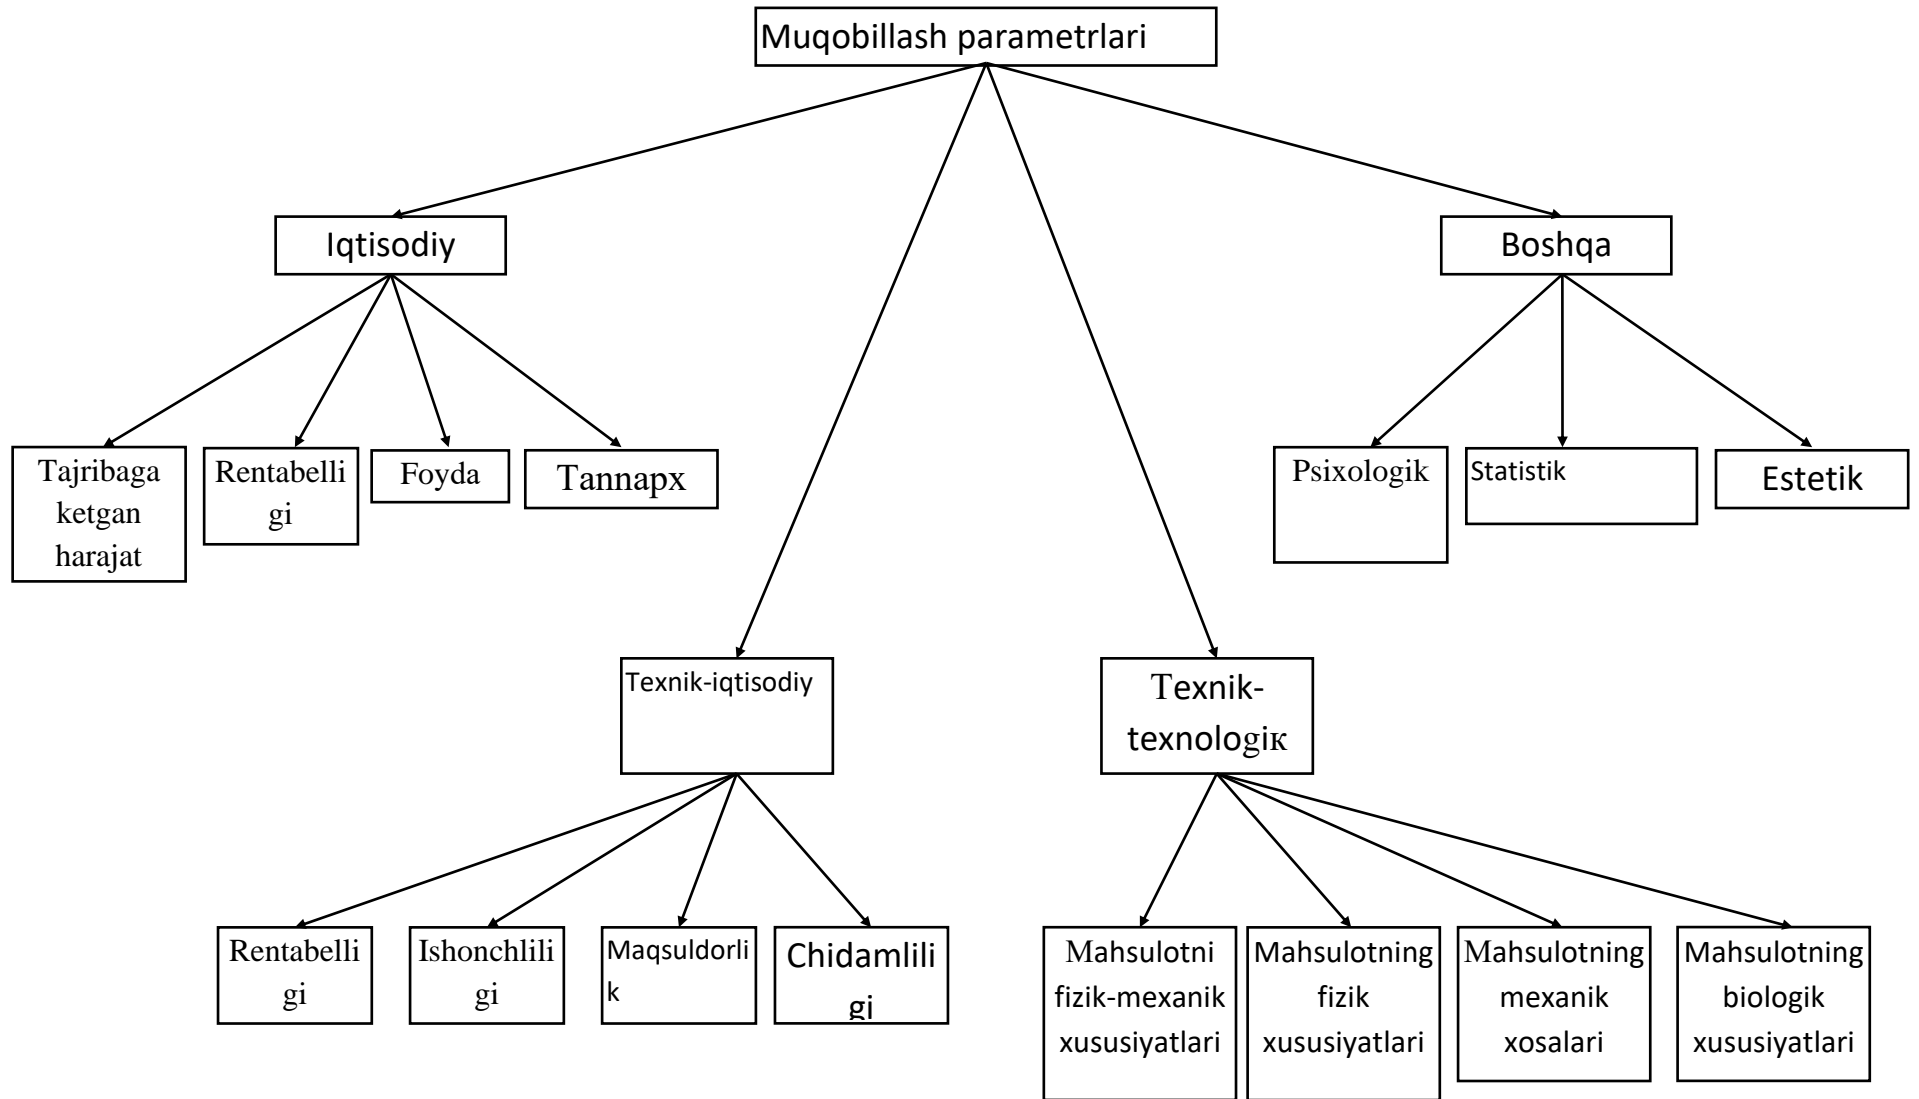 Muqobillash parametrlari
Iqtisodiy
Boshqa
Tajribaga
ketgan
harajat
Rentabelli
gi
Foyda
Tannapx
Psixologik
Statistik
Estetik
Texnik-iqtisodiy
Texnik-
texnologiк
Rentabelli
gi
Ishonchlili
gi
Maqsuldorli
k
Chidamlili
gi
Mahsulotni
fizik-mexanik
xususiyatlari
Mahsulotning
fizik
xususiyatlari
Mahsulotning
mexanik
xosalari
Mahsulotning
biologik
xususiyatlari